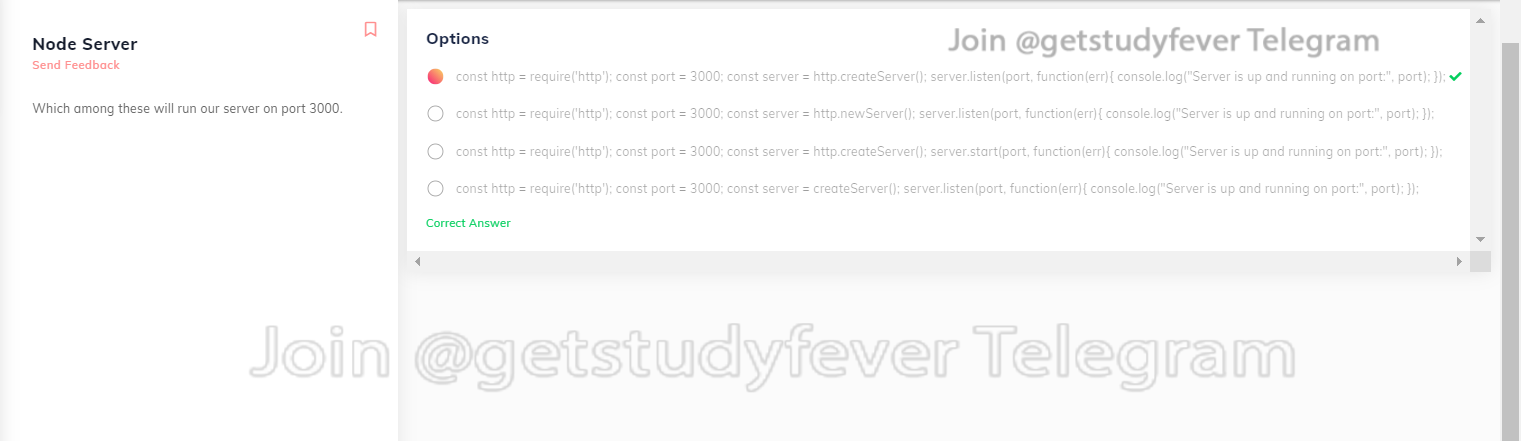 Node Server
Send Feedback
Which among these will run our server on port 3000.
Options
Join @getstudyfever Telegram
const http = require('http'); const port = 3000; const server = http.createServer(); server.listen(port, function(err){ console.log("Server is up and running on port:", port); });
const http = require('http'); const port = 3000; const server = http.newServer(); server.listen(port, function(err){ console.log("Server is up and running on port:", port); });
const http = require('http'); const port = 3000; const server = http.createServer(); server.start(port, function(err){ console.log("Server is up and running on port:", port); });
const http = require('http'); const port = 3000; const server = createServer(); server.listen(port, function(err){ console.log("Server is up and running on port:", port); });
Correct Answer
Join @getstudyfever Telegram